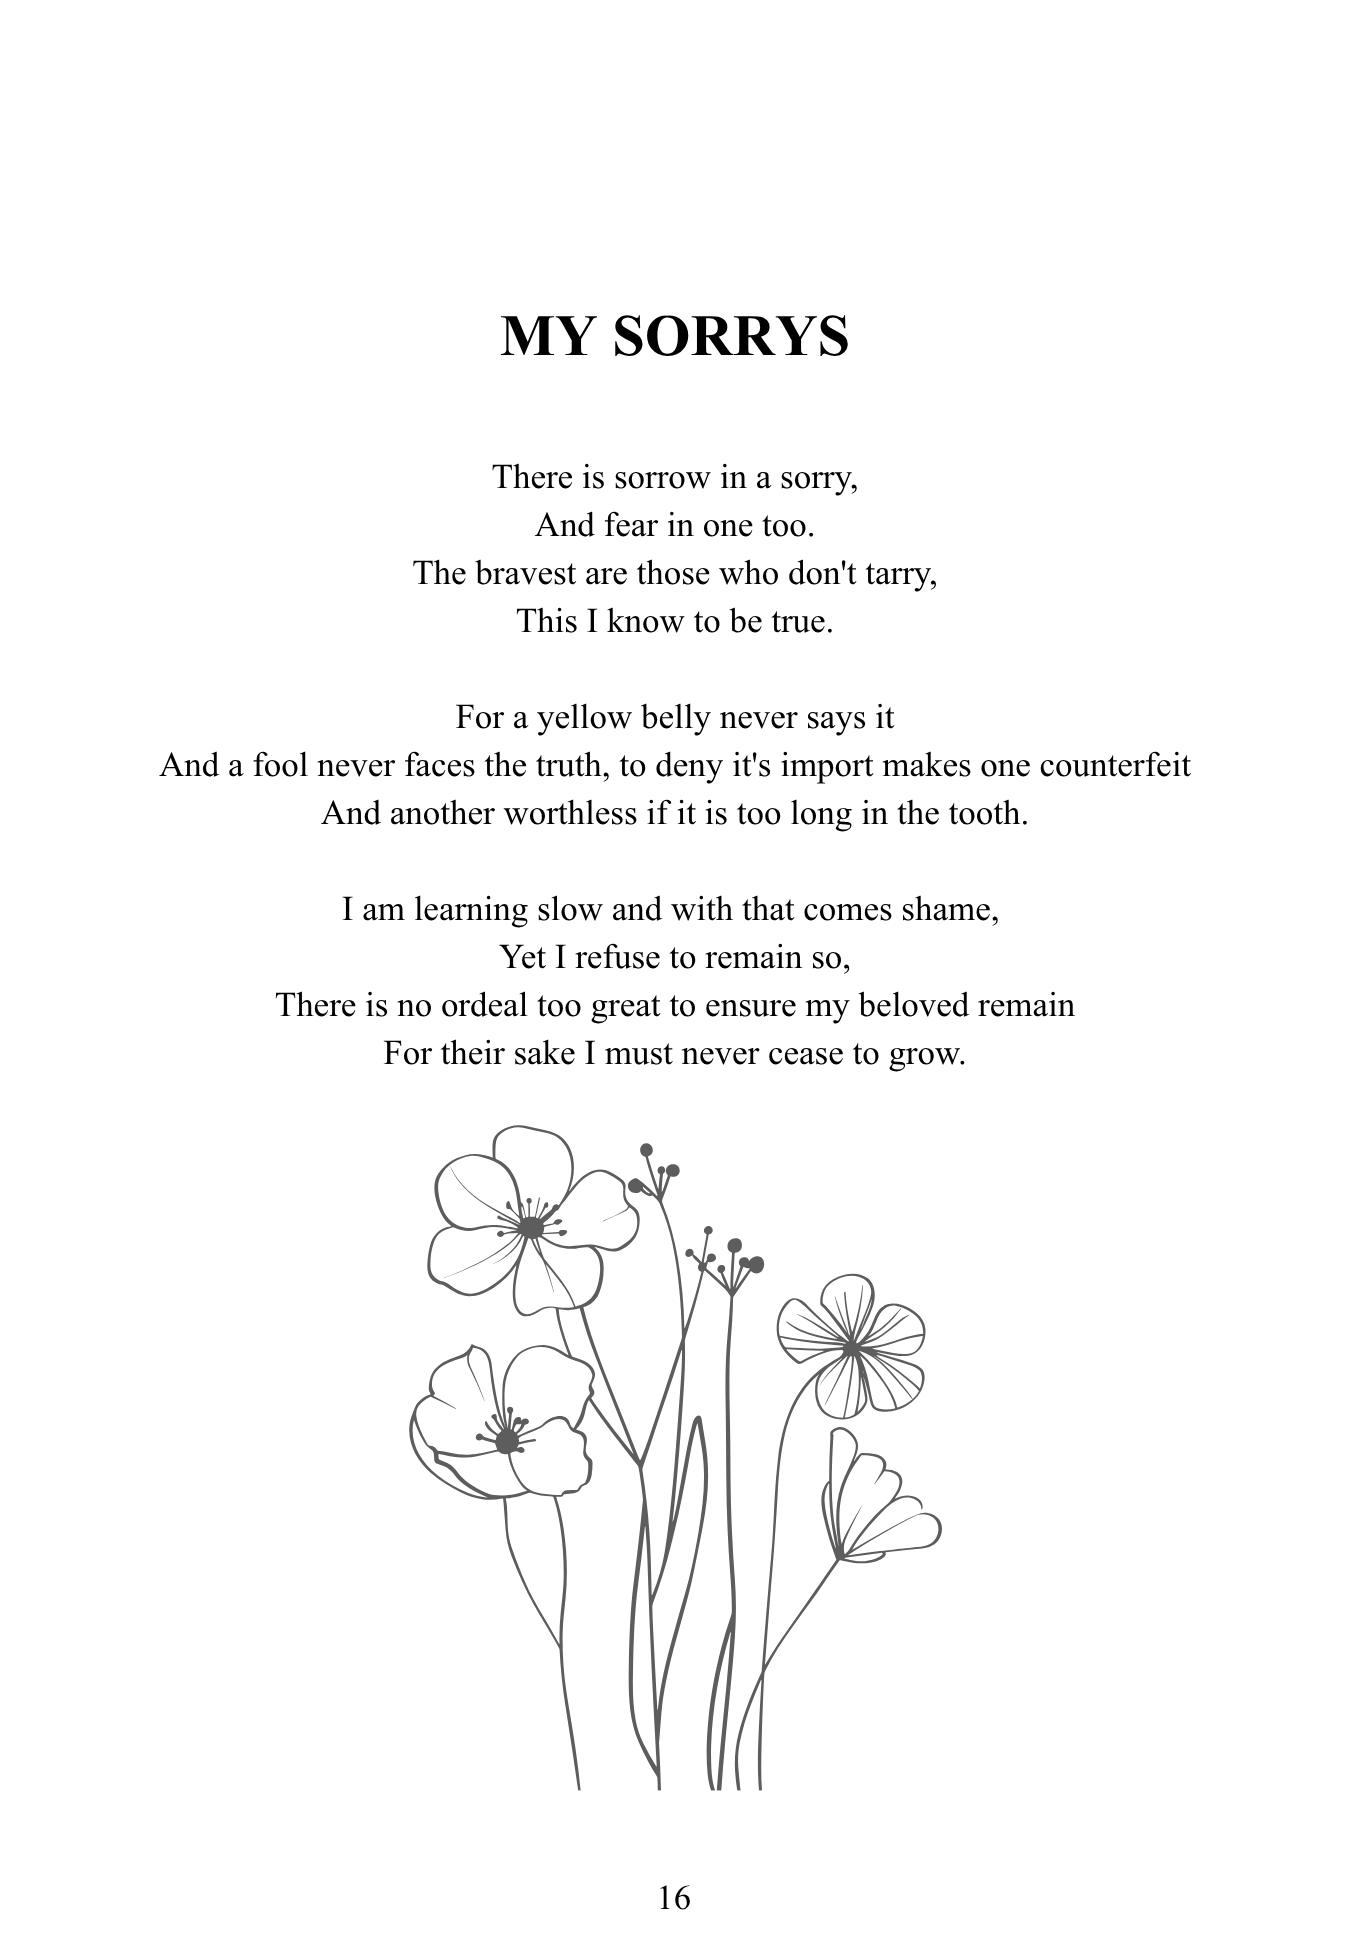 MY SORRYS
There is sorrow in a sorry,
And fear in one too.
The bravest are those who don't tarry,
This I know to be true.
For a yellow belly never says it
And a fool never faces the truth, to deny it's import makes one counterfeit
And another worthless if it is too long in the tooth.
I am learning slow and with that comes shame,
Yet I refuse to remain so,
There is no ordeal too great to ensure my beloved remain
For their sake I must never cease to grow.
16